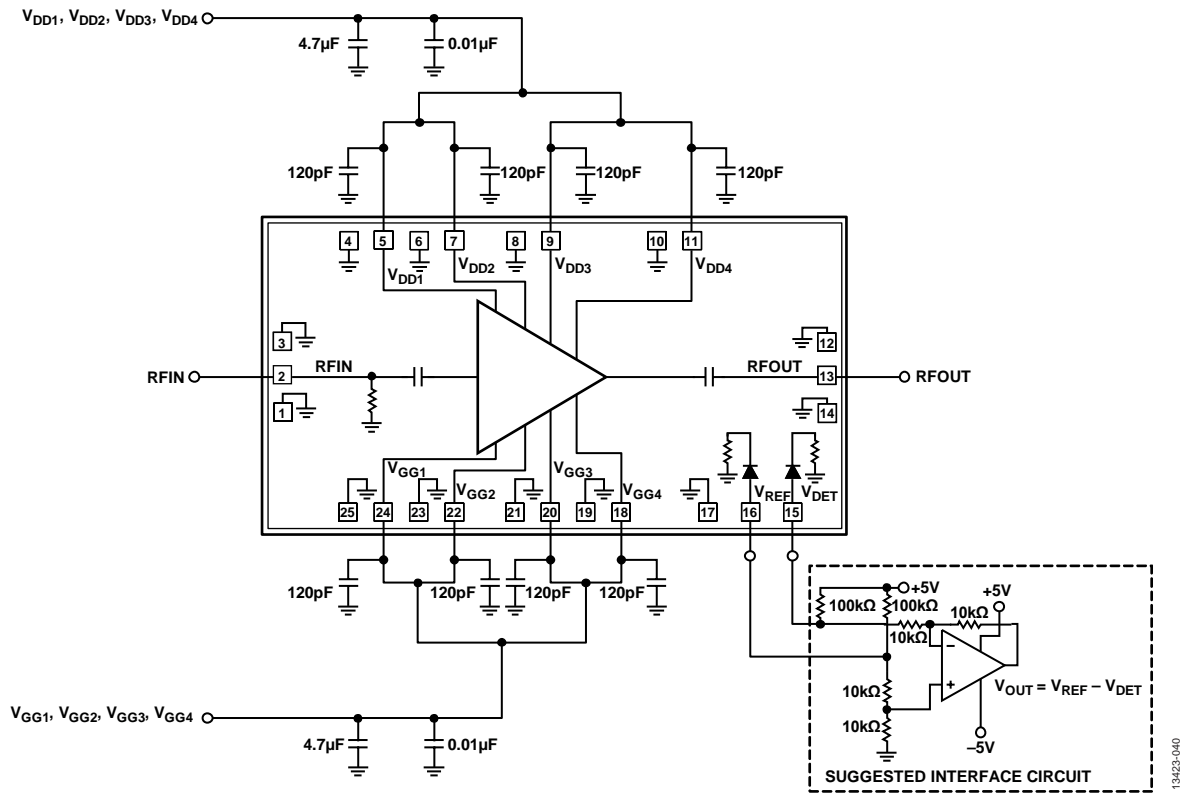 VDD1, VDD2, VDD3, VDD4
4.7µF
0.01µF
120pF
120pF
120pF
120pF
4
5
6
7
8
9
10
11
VDD1
VDD2
VDD3
VDD4
3
12
RFIN
2
RFIN
RFOUT
13
RFOUT
1
14
VGG1
VGG2
VGG3
VGG4
VREF
VDET
25
24
23
22
21
20
19
18
17
16
15
120pF
120pF
120pF
120pF
+5V
100kΩ
100kΩ
10kΩ
+5V
10kΩ
–
+
10kΩ
10kΩ
VOUT = VREF – VDET
–5V
SUGGESTED INTERFACE CIRCUIT
VGG1, VGG2, VGG3, VGG4
4.7µF
0.01µF
13423-040